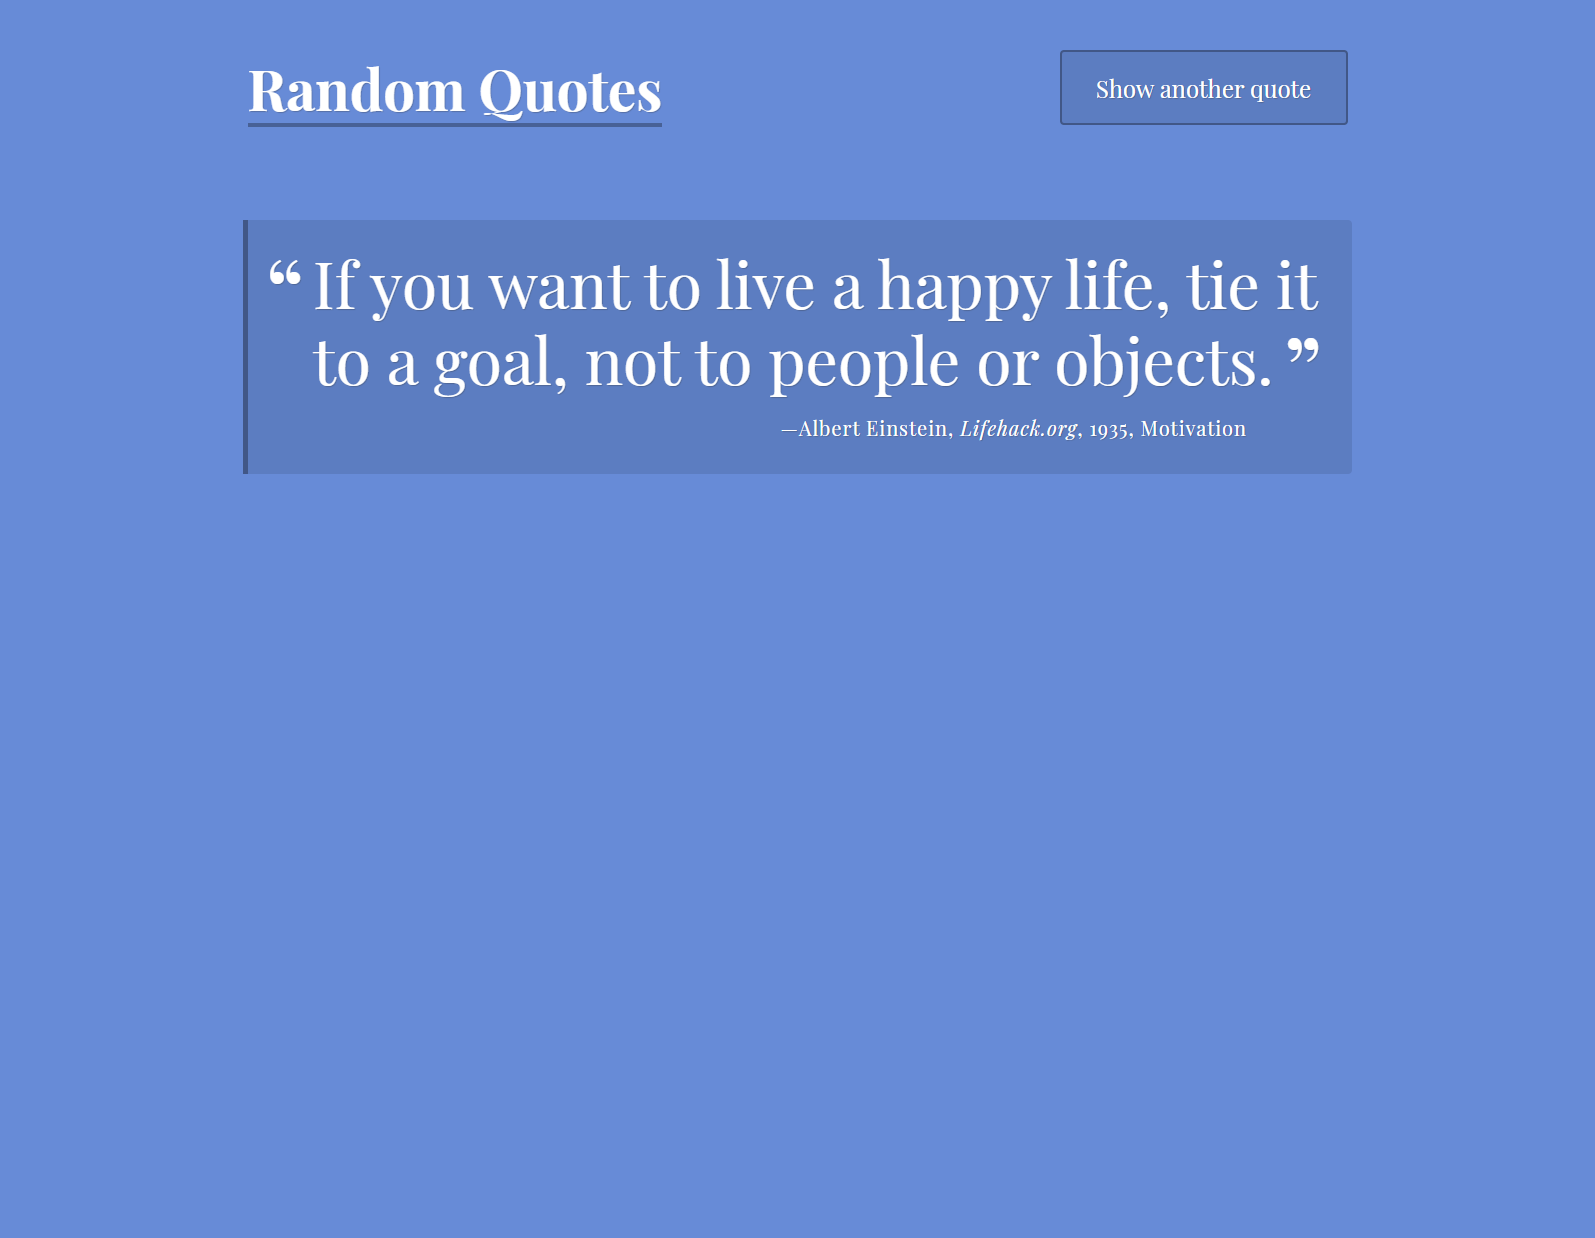 Random Quotes
Show another quote
“ If you want to live a happy life, tie it
to a goal, not to people or objects. ”
—Albert Einstein, Lifehack.org, 1935, Motivation